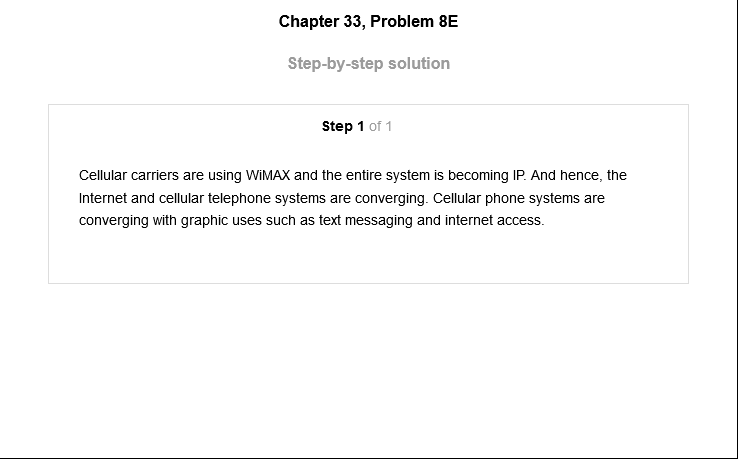 Chapter 33, Problem 8E
Step-by-step solution
Step 1 of 1
Cellular carriers are using WiMAX and the entire system is becoming IP. And hence, the
Internet and cellular telephone systems are converging. Cellular phone systems are
converging with graphic uses such as text messaging and internet access.